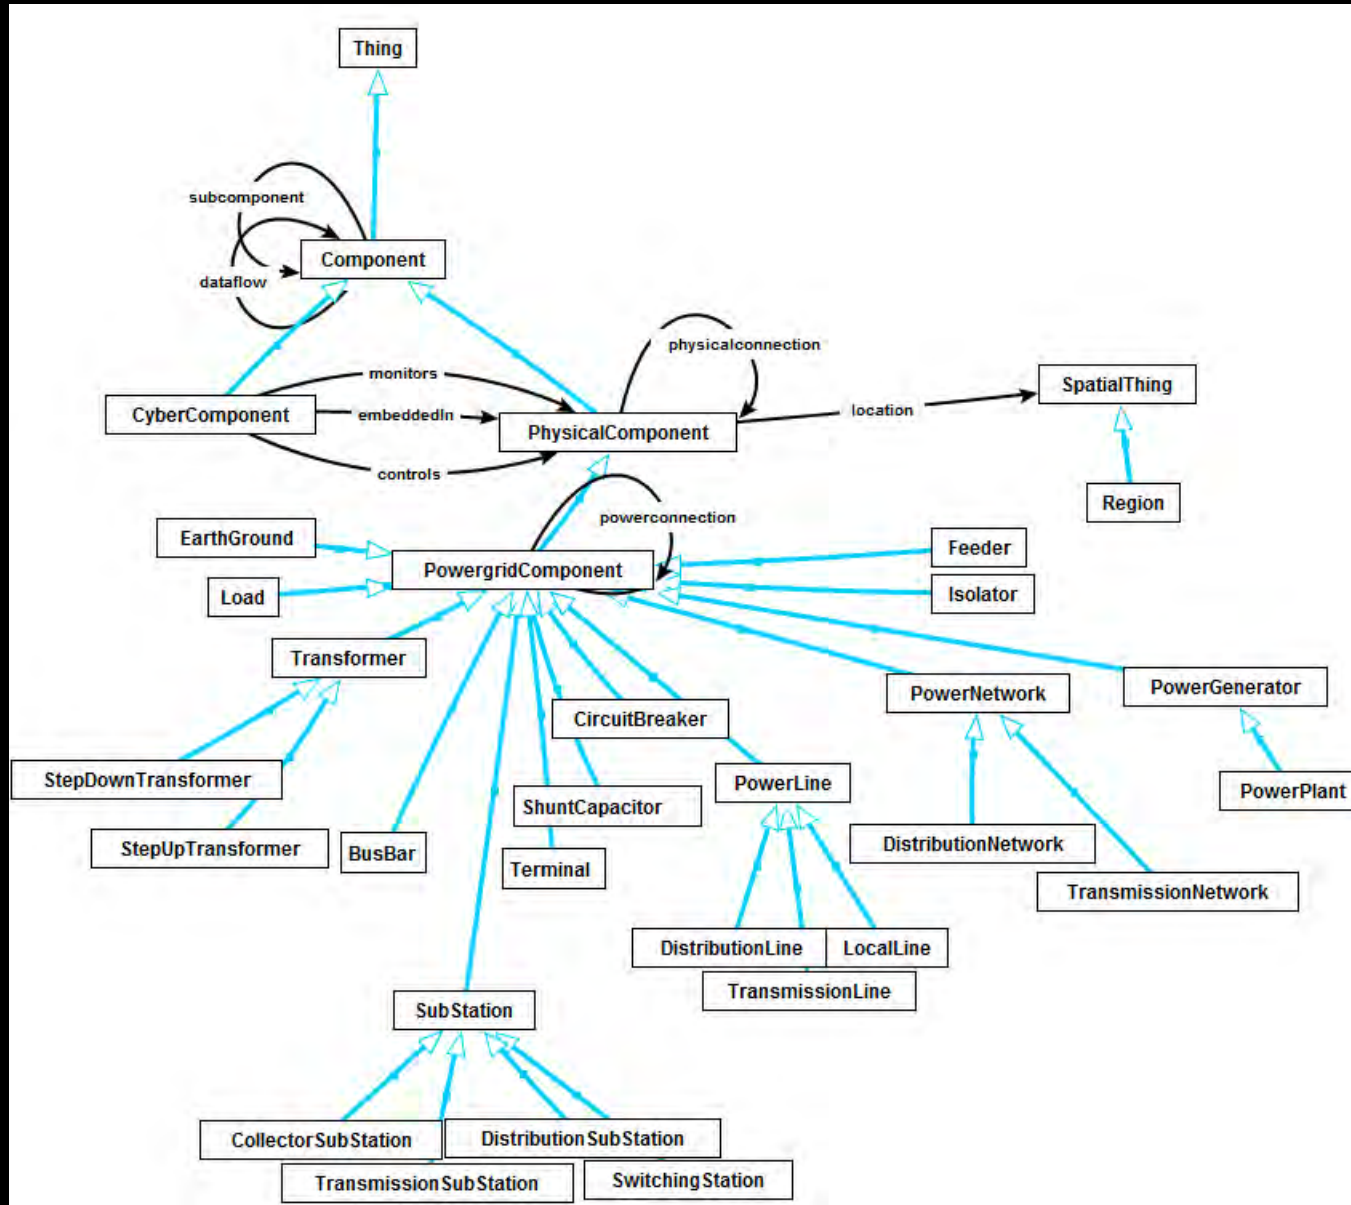 Thing
subcomponent
Component
dataflow
physicalconnection
monitors
SpatialThing
CyberComponent
embeddedIn
location
PhysicalComponent
controls
Region
powerconnection
EarthGround
Feeder
PowergridComponent
Load
Isolator
Transformer
PowerNetwork
PowerGenerator
CircuitBreaker
StepDownTransformer
PowerLine
PowerPlant
ShuntCapacitor
StepUpTransformer
BusBar
DistributionNetwork
Terminal
TransmissionNetwork
DistributionLine
LocalLine
TransmissionLine
SubStation
CollectorSubStation
DistributionSubStation
TransmissionSubStation
SwitchingStation